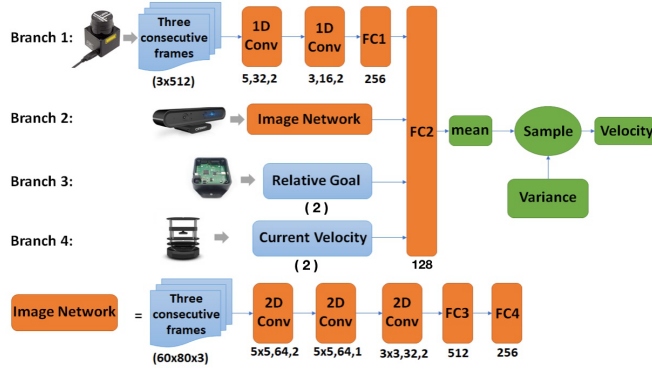 Branch 1:
Three
consecutive
frames
(3x512)
1D
Conv
5,32,2
1D
Conv
3,16,2
FC1
256
Branch 2:
Image Network
Branch 3:
Relative Goal
( 2 )
Branch 4:
Current Velocity
( 2 )
FC2
128
mean
Sample
Velocity
Variance
Image Network
=
Three
consecutive
frames
(60x80x3)
2D
Conv
5x5,64,2
2D
Conv
5x5,64,1
2D
Conv
3x3,32,2
FC3
512
FC4
256